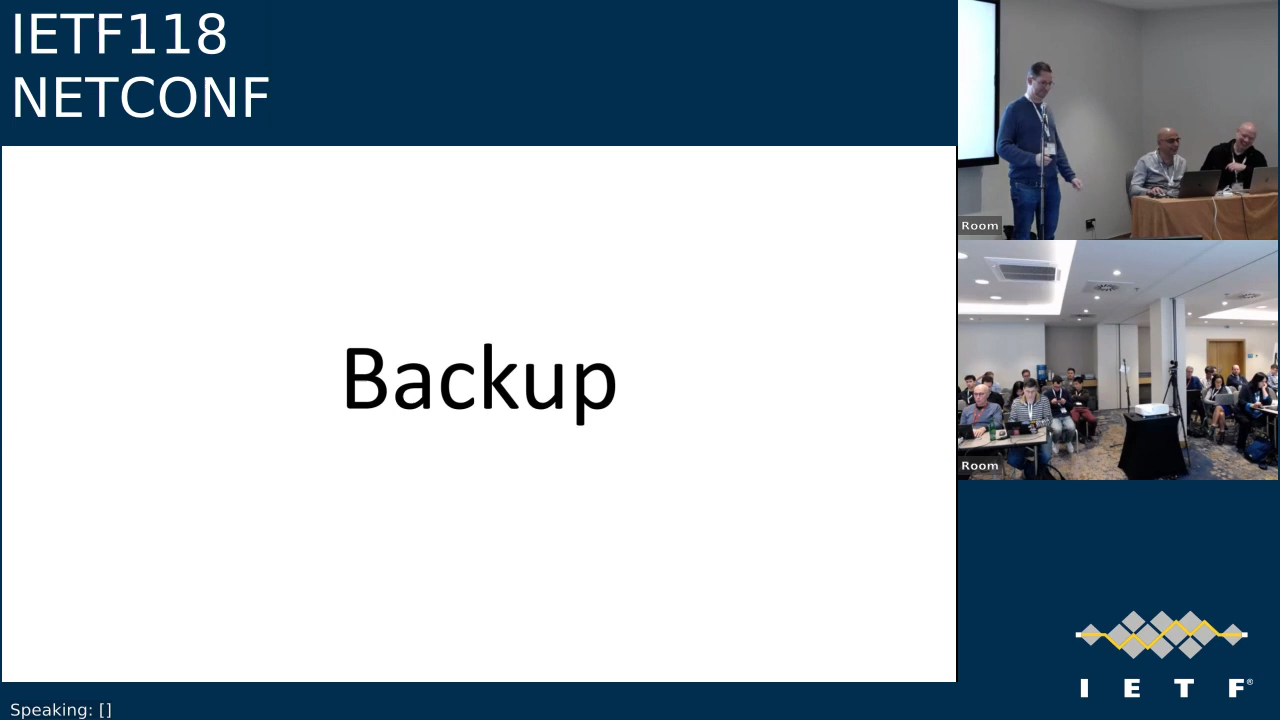 IETF118
NETCONF
Backup
Room
Room
I E T F®
Speaking: []